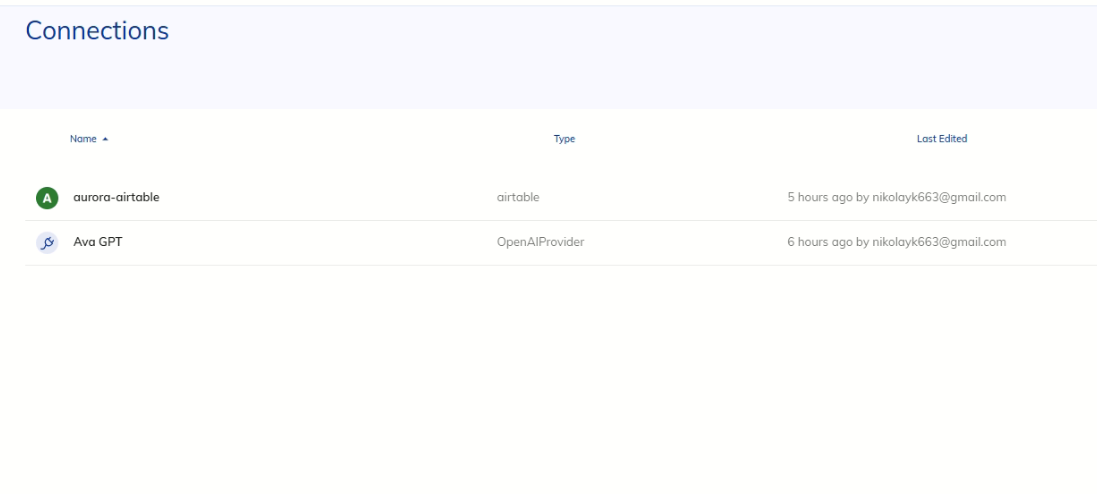 Connections
Name Type Last Edited
A aurora-airtable airtable 5 hours ago by nikolayk663@gmail.com
Ava GPT OpenAIProvider 6 hours ago by nikolayk663@gmail.com